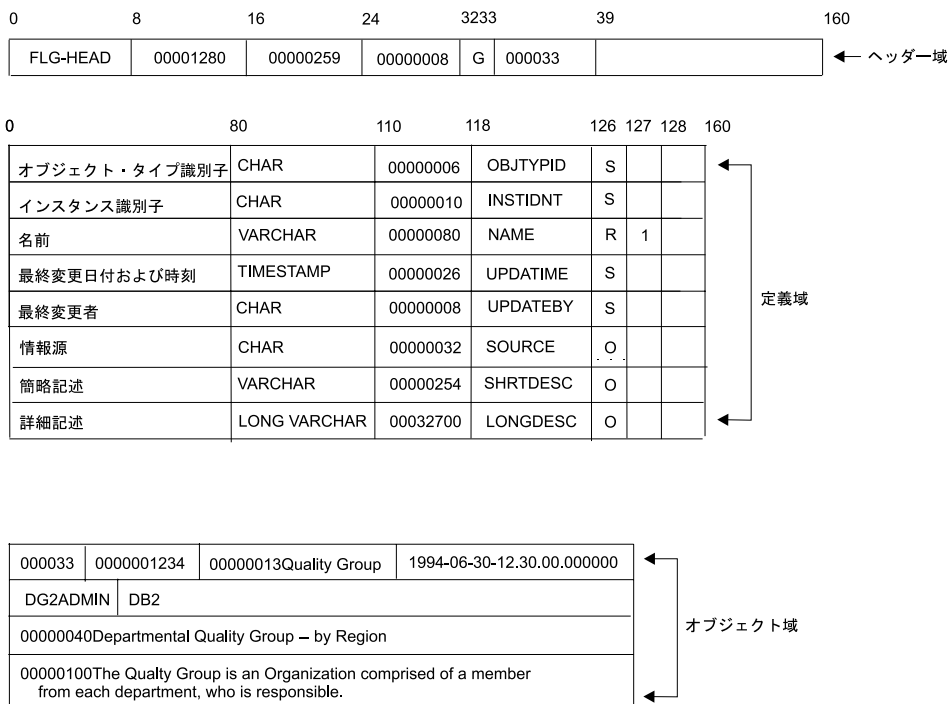 0 8 16 24 3233 39 160
FLG-HEAD 00001280 00000259 00000008 G 000033
ヘッダー域
0 80 110 118 126 127 128 160
オブジェクト・タイプ識別子 CHAR 00000006 OBJTYPID S
インスタンス識別子 CHAR 00000010 INSTIDNT S
名前 VARCHAR 00000080 NAME R 1
最終変更日付および時刻 TIMESTAMP 00000026 UPDATIME S
最終変更者 CHAR 00000008 UPDATEBY S
情報源 CHAR 00000032 SOURCE O
簡略記述 VARCHAR 00000254 SHRTDESC O
詳細記述 LONG VARCHAR 00032700 LONGDESC O
定義域
000033 0000001234 00000013Quality Group 1994-06-30-12.30.00.000000
DG2ADMIN DB2
00000040Departmental Quality Group – by Region
00000100The Qualty Group is an Organization comprised of a member
from each department, who is responsible.
オブジェクト域